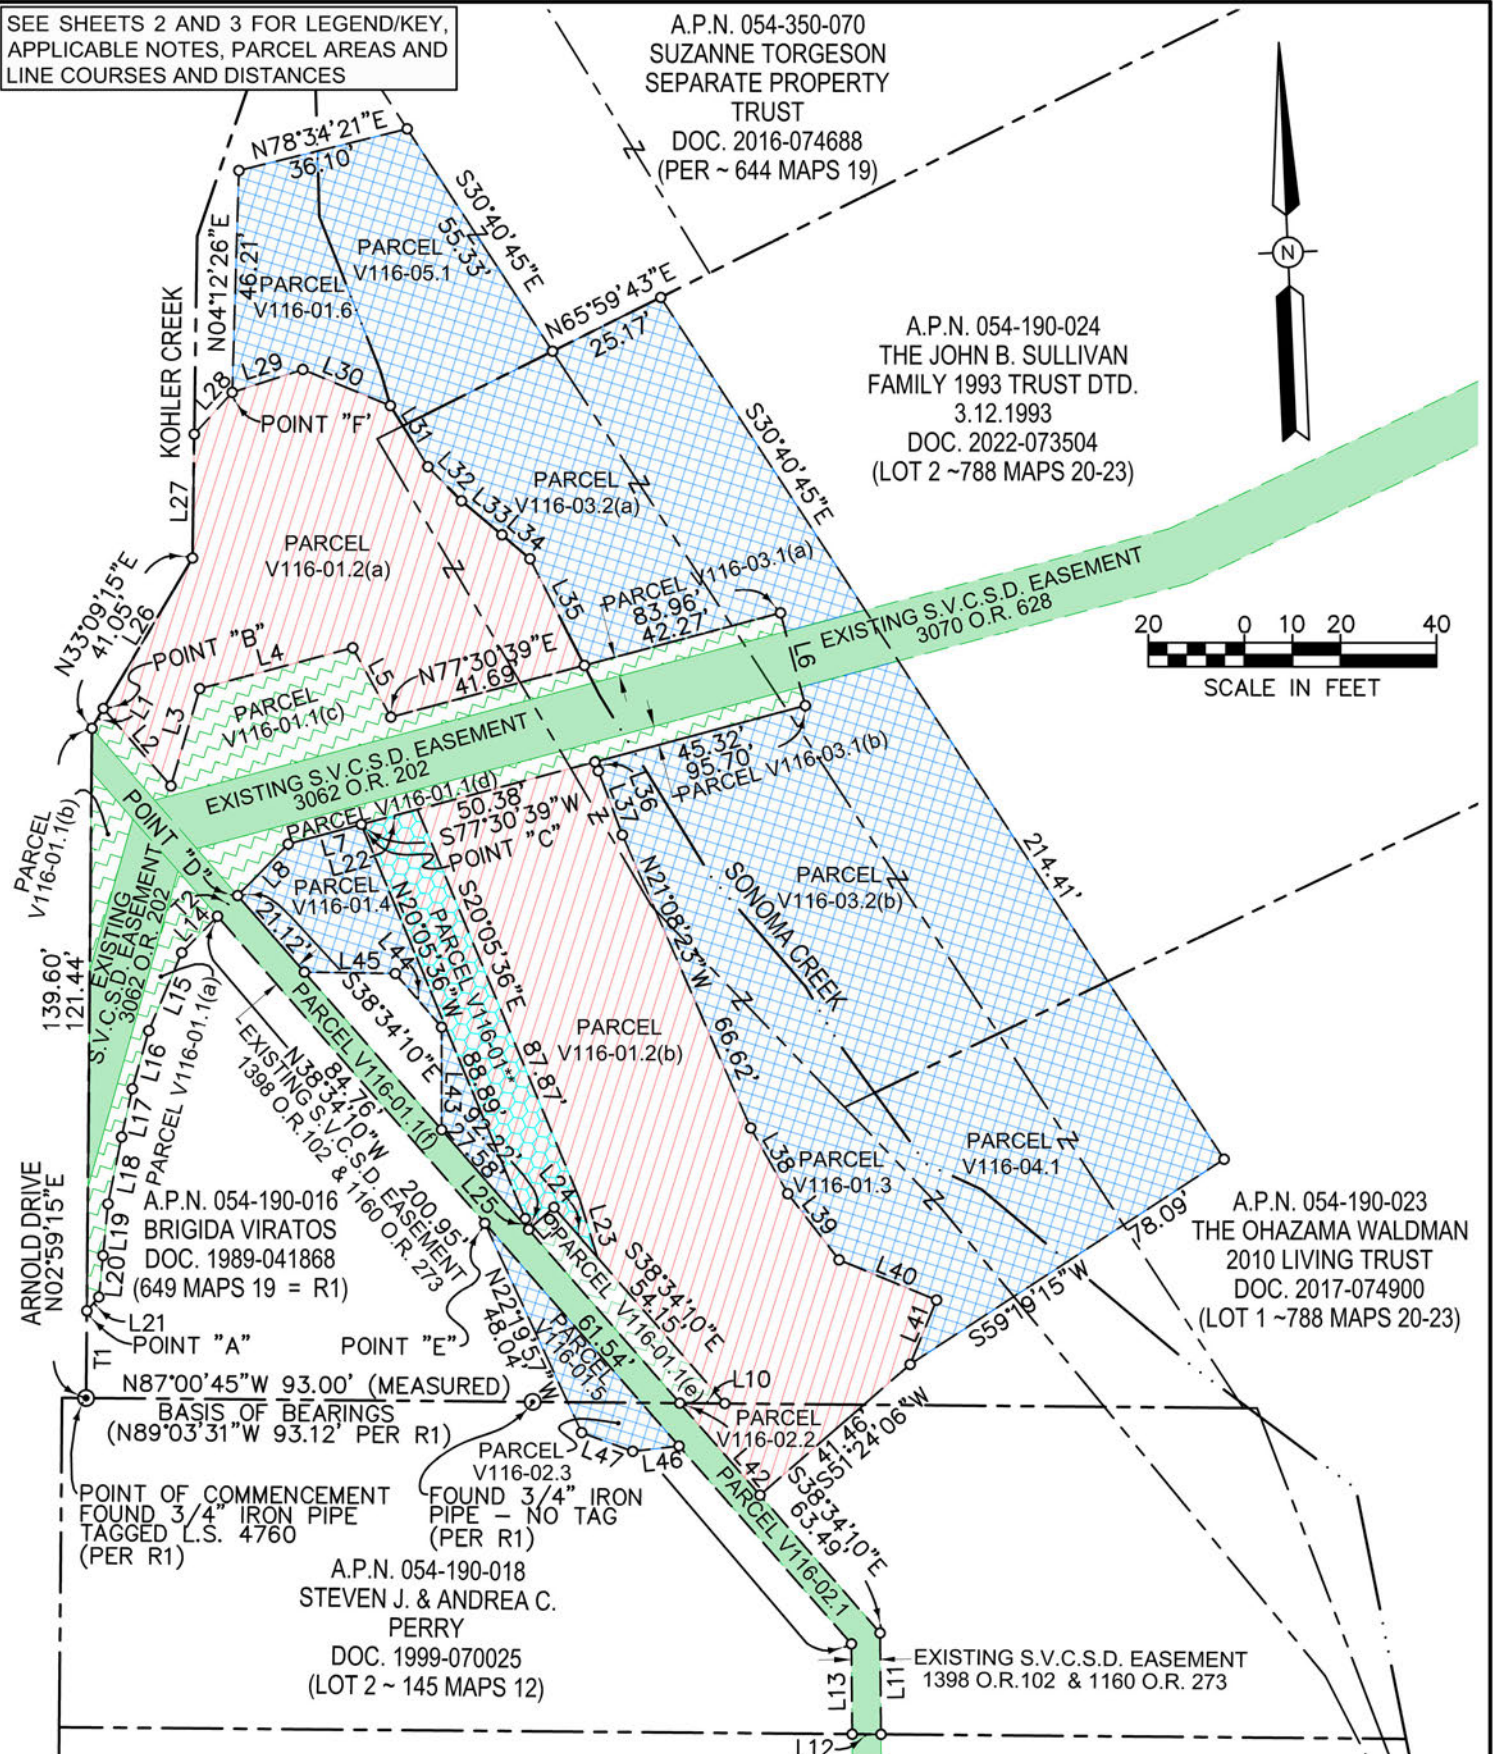 SEE SHEETS 2 AND 3 FOR LEGEND/KEY,
APPLICABLE NOTES, PARCEL AREAS AND
LINE COURSES AND DISTANCES
A.P.N. 054-350-070
SUZANNE TORGESON
SEPARATE PROPERTY
TRUST
DOC. 2016-074688
(PER ~ 644 MAPS 19)
N78°34'21"E
36.10'
S30°40'45"E
55.33'
N04°12'26"E
46.21'
PARCEL
V116-05.1
PARCEL
V116-01.6
N65°59'43"E
25.17'
N
KOHLER CREEK
A.P.N. 054-190-024
THE JOHN B. SULLIVAN
FAMILY 1993 TRUST DTD.
3.12.1993
DOC. 2022-073504
(LOT 2 ~788 MAPS 20-23)
L28
L29
L30
POINT "F'
L31
L32
L33
L34
L35
S30°40'45"E
214.41'
PARCEL
V116-03.2(a)
L27
PARCEL
V116-01.2(a)
N33°09'15"E
41.05'
L26
POINT "B"
L4
L5
L1
L2
L3
PARCEL
V116-01.1(c)
N77°30'39"E
41.69'
PARCEL V116-03.1(a)
83.96'
42.27'
L6
EXISTING S.V.C.S.D. EASEMENT
3070 O.R. 628
20 0 10 20 40
SCALE IN FEET
EXISTING S.V.C.S.D. EASEMENT
3062 O.R. 202
45.32'
95.70'
PARCEL V116-03.1(b)
PARCEL
V116-01.1(b)
POINT "D"
PARCEL V116-01.1(d)
50.38'
S77°30'39"W
L36
L37
L7
L22
POINT "C"
L8
PARCEL
V116-01.4
T2
L14
21.12'
L44
L45
EXISTING
S.V.C.S.D. EASEMENT
3062 O.R. 202
139.60'
121.44'
N20°05'36"W
88.89'
92.22'
PARCEL V116-01**
S20°05'36"E
87.87'
N21°08'23"W
66.62'
SONOMA CREEK
PARCEL
V116-03.2(b)
PARCEL
V116-01.2(b)
L15
L16
L17
L18
L19
L20
L21
PARCEL V116-01.1(a)
S38°34'10"E
PARCEL V116-01.1(f)
N38°34'10"W
84.76'
EXISTING S.V.C.S.D. EASEMENT
1398 O.R.102 & 1160 O.R. 273
200.95'
L43
27.58'
L25
L24
L23
L9
L38
L39
L40
L41
PARCEL
V116-01.3
PARCEL
V116-04.1
78.09'
S59°19'15"W
ARNOLD DRIVE
N02°59'15"E
A.P.N. 054-190-016
BRIGIDA VIRATOS
DOC. 1989-041868
(649 MAPS 19 = R1)
A.P.N. 054-190-023
THE OHAZAMA WALDMAN
2010 LIVING TRUST
DOC. 2017-074900
(LOT 1 ~788 MAPS 20-23)
S38°34'10"E
54.15'
PARCEL V116-01.1(e)
61.54'
N22°19'57"W
48.04'
PARCEL
V116-01.5
POINT "A"
POINT "E"
T1
N87°00'45"W 93.00' (MEASURED)
BASIS OF BEARINGS
(N89°03'31"W 93.12' PER R1)
L10
PARCEL
V116-02.2
41.46'
S51°24'06"W
L42
L46
L47
PARCEL
V116-02.3
S38°34'10"E
63.49'
PARCEL V116-02.1
POINT OF COMMENCEMENT
FOUND 3/4" IRON PIPE
TAGGED L.S. 4760
(PER R1)
FOUND 3/4" IRON
PIPE – NO TAG
(PER R1)
A.P.N. 054-190-018
STEVEN J. & ANDREA C.
PERRY
DOC. 1999-070025
(LOT 2 ~ 145 MAPS 12)
EXISTING S.V.C.S.D. EASEMENT
1398 O.R.102 & 1160 O.R. 273
L13
L11
L12